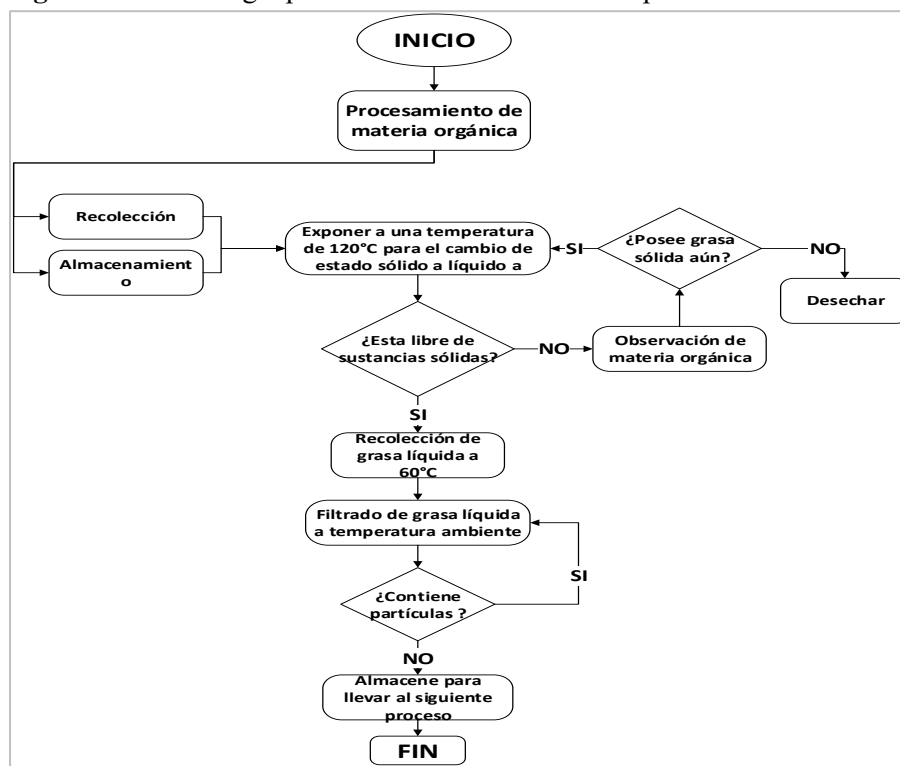 INICIO
Procesamiento de
materia orgánica
Recolección
Almacenamient
o
Exponer a una temperatura
de 120°C para el cambio de
estado sólido a líquido a
SI
¿Posee grasa
sólida aún?
NO
Desechar
¿Esta libre de
sustancias sólidas?
NO
Observación de
materia orgánica
SI
Recolección de
grasa líquida a
60°C
Filtrado de grasa líquida
a temperatura ambiente
SI
¿Contiene
partículas ?
NO
Almacene para
llevar al siguiente
proceso
FIN